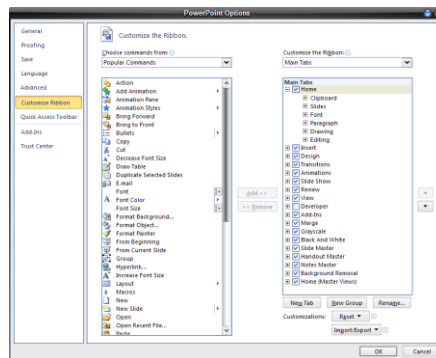 PowerPoint Options
General
Proofing
Save
Language
Advanced
Customize Ribbon
Quick Access Toolbar
Add-Ins
Trust Center
Customize the Ribbon.
Choose commands from:
Popular Commands
Action
Add Animation
Animation Pane
Animation Styles
Bring Forward
Bring to Front
Bullets
Copy
Cut
Decrease Font Size
Draw Table
Duplicate Selected Slides
E-mail
Font
Font Color
Font Size
Format Background...
Format Object...
Format Painter
From Beginning
From Current Slide
Group
Hyperlink...
Increase Font Size
Layout
Macros
New
New Slide
Open
Open Recent File...
Paste
Add >>
<< Remove
Customize the Ribbon:
Main Tabs
Main Tabs
Home
Clipboard
Slides
Font
Paragraph
Drawing
Editing
Insert
Design
Transitions
Animations
Slide Show
Review
View
Developer
Add-Ins
Merge
Grayscale
Black And White
Slide Master
Handout Master
Notes Master
Background Removal
Home (Master Views)
New Tab
New Group
Rename...
Customizations:
Reset
Import/Export
OK
Cancel